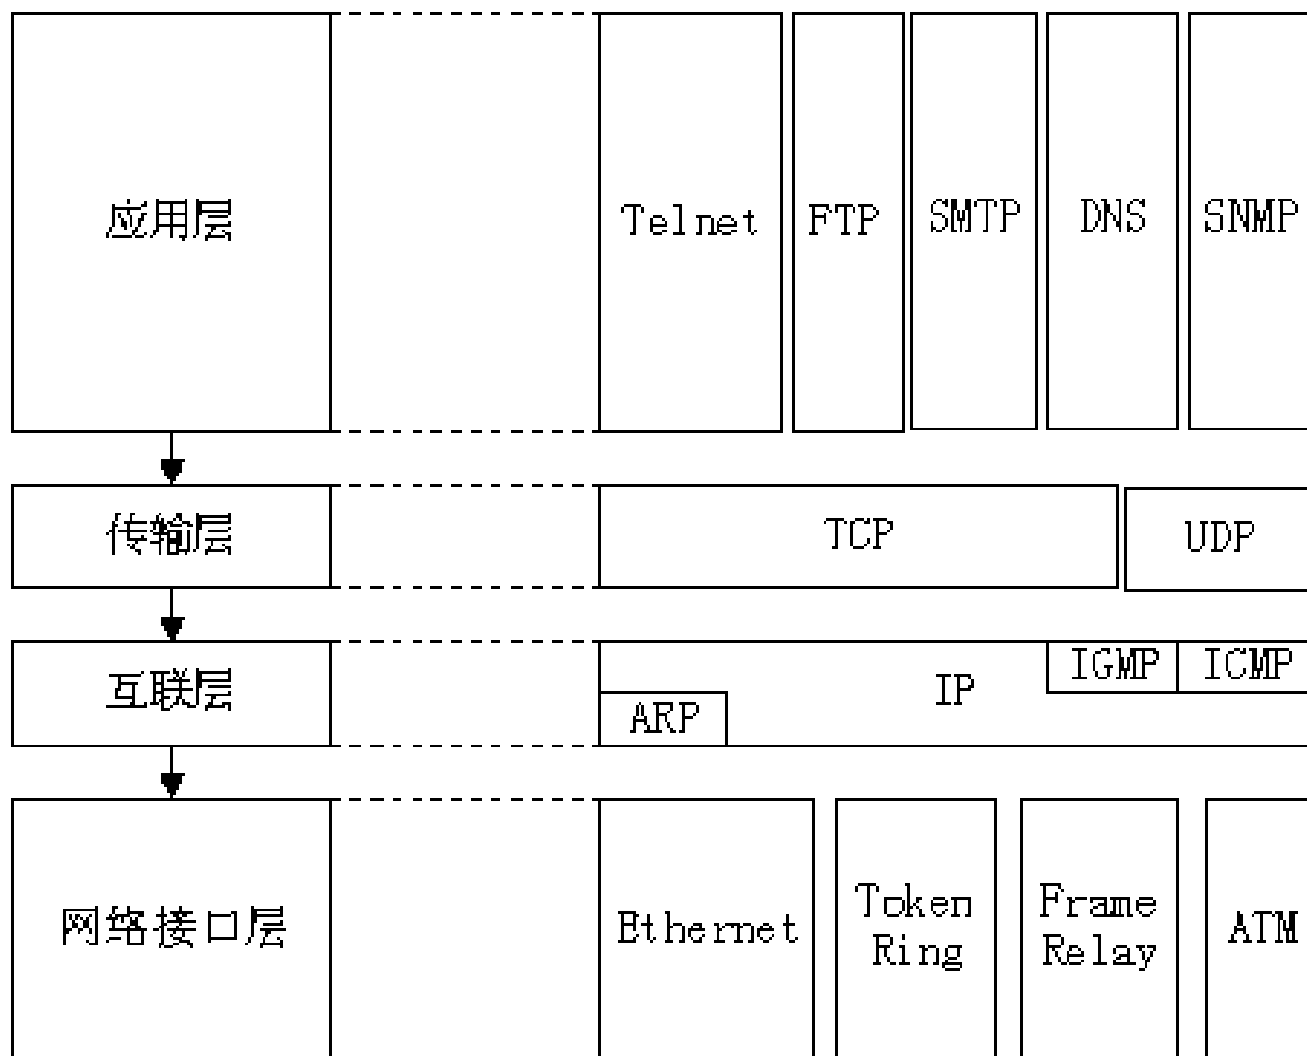 应用层
Telnet
FTP
SMTP
DNS
SNMP
传输层
TCP
UDP
互联层
ARP
IP
IGMP
ICMP
网络接口层
Ethernet
Token
Ring
Frame
Relay
ATM